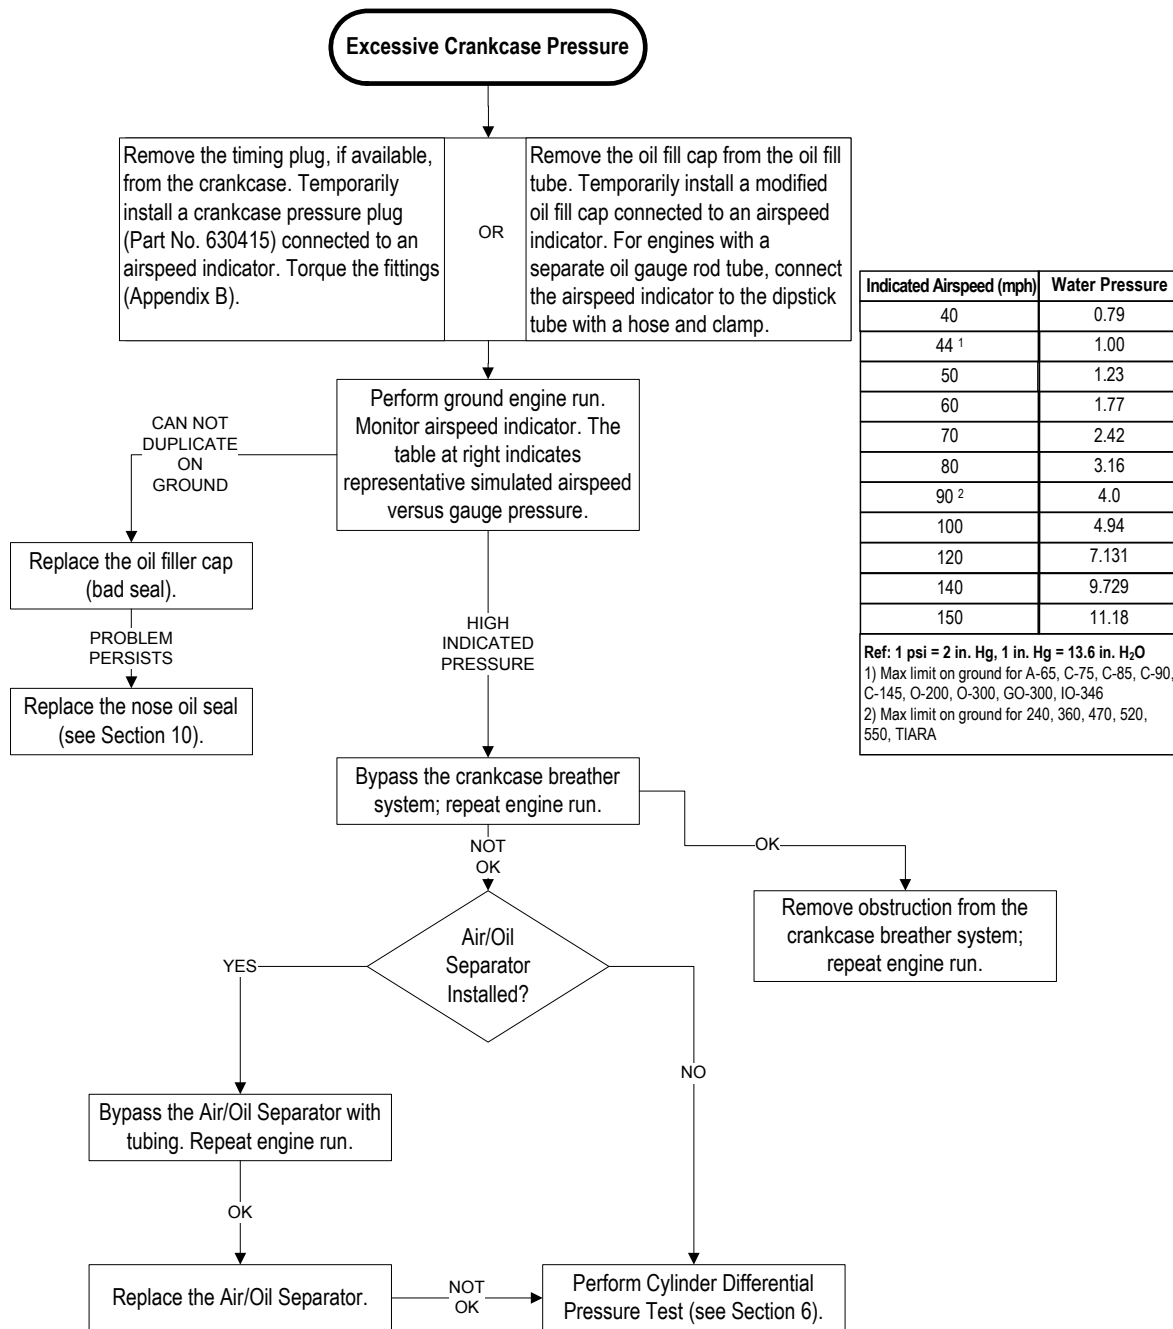 Excessive Crankcase Pressure
Remove the timing plug, if available,
from the crankcase. Temporarily
install a crankcase pressure plug
(Part No. 630415) connected to an
airspeed indicator. Torque the fittings
(Appendix B).
OR
Remove the oil fill cap from the oil fill
tube. Temporarily install a modified
oil fill cap connected to an airspeed
indicator. For engines with a
separate oil gauge rod tube, connect
the airspeed indicator to the dipstick
tube with a hose and clamp.
Indicated Airspeed (mph) Water Pressure
40 0.79
44 1 1.00
50 1.23
60 1.77
70 2.42
80 3.16
90 2 4.0
100 4.94
120 7.131
140 9.729
150 11.18
Ref: 1 psi = 2 in. Hg, 1 in. Hg = 13.6 in. H2O
1) Max limit on ground for A-65, C-75, C-85, C-90,
C-145, O-200, O-300, GO-300, IO-346
2) Max limit on ground for 240, 360, 470, 520,
550, TIARA
Perform ground engine run.
Monitor airspeed indicator. The
table at right indicates
representative simulated airspeed
versus gauge pressure.
CAN NOT
DUPLICATE
ON
GROUND
Replace the oil filler cap
(bad seal).
PROBLEM
PERSISTS
Replace the nose oil seal
(see Section 10).
HIGH
INDICATED
PRESSURE
Bypass the crankcase breather
system; repeat engine run.
NOT
OK
OK
Remove obstruction from the
crankcase breather system;
repeat engine run.
Air/Oil
Separator
Installed?
YES
NO
Bypass the Air/Oil Separator with
tubing. Repeat engine run.
OK
Replace the Air/Oil Separator.
NOT
OK
Perform Cylinder Differential
Pressure Test (see Section 6).